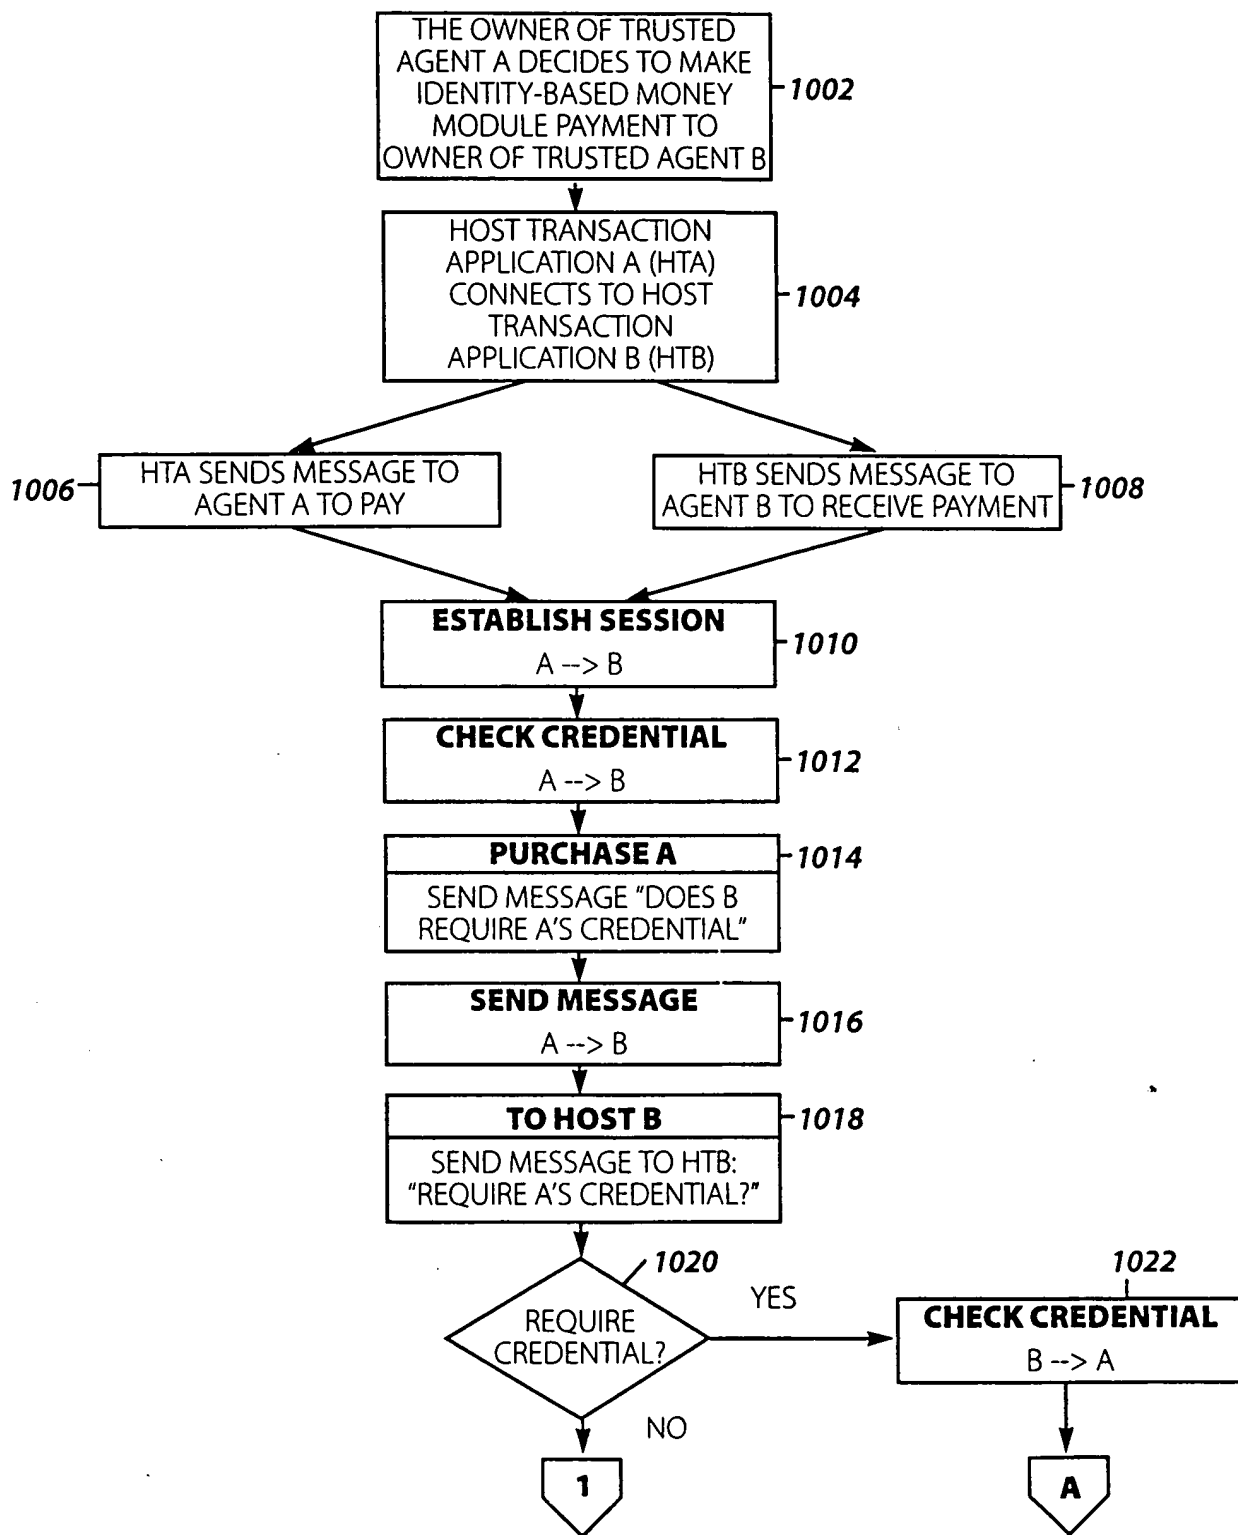 THE OWNER OF TRUSTED
AGENT A DECIDES TO MAKE
IDENTITY-BASED MONEY
MODULE PAYMENT TO
OWNER OF TRUSTED AGENT B
1002
HOST TRANSACTION
APPLICATION A (HTA)
CONNECTS TO HOST
TRANSACTION
APPLICATION B (HTB)
1004
1006
HTA SENDS MESSAGE TO
AGENT A TO PAY
HTB SENDS MESSAGE TO
AGENT B TO RECEIVE PAYMENT
1008
ESTABLISH SESSION
A --> B
1010
CHECK CREDENTIAL
A --> B
1012
PURCHASE A
1014
SEND MESSAGE "DOES B
REQUIRE A'S CREDENTIAL"
SEND MESSAGE
A --> B
1016
TO HOST B
1018
SEND MESSAGE TO HTB:
"REQUIRE A'S CREDENTIAL?"
1020
REQUIRE
CREDENTIAL?
YES
1022
CHECK CREDENTIAL
B --> A
NO
1
A